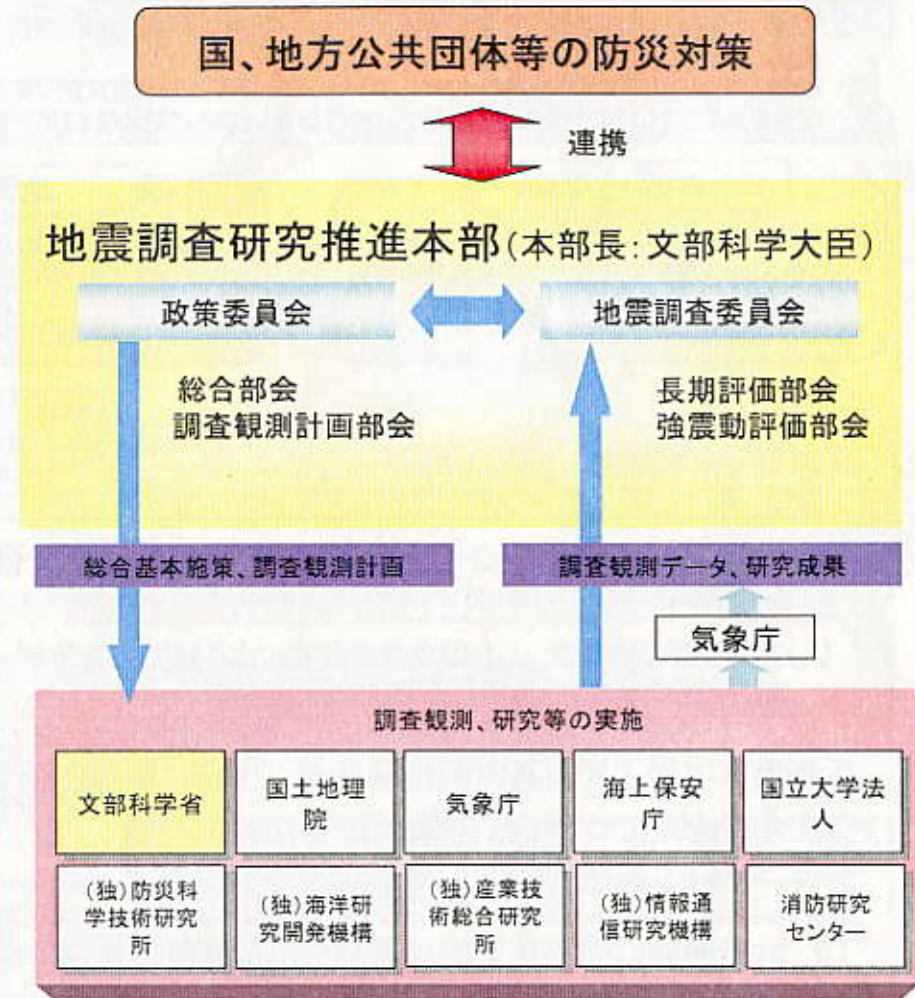 国、地方公共団体等の防災対策
連携
地震調査研究推進本部(本部長:文部科学大臣)
政策委員会
地震調査委員会
総合部会
調査観測計画部会
長期評価部会
強震動評価部会
総合基本施策、調査観測計画
調査観測データ、研究成果
気象庁
調査観測、研究等の実施
文部科学省
国土地理
院
気象庁
海上保安
庁
国立大学法
人
(独)防災科
学技術研究
所
(独)海洋研
究開発機構
(独)産業技
術総合研究
所
(独)情報通
信研究機構
消防研究
センター